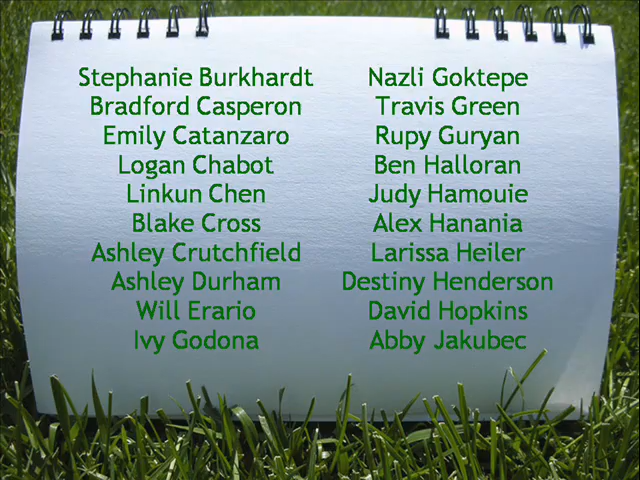 Stephanie Burkhardt
Bradford Casperon
Emily Catanzaro
Logan Chabot
Linkun Chen
Blake Cross
Ashley Crutchfield
Ashley Durham
Will Erario
Ivy Godona
Nazli Goktepe
Travis Green
Rupy Guryan
Ben Halloran
Judy Hamouie
Alex Hanania
Larissa Heiler
Destiny Henderson
David Hopkins
Abby Jakubec